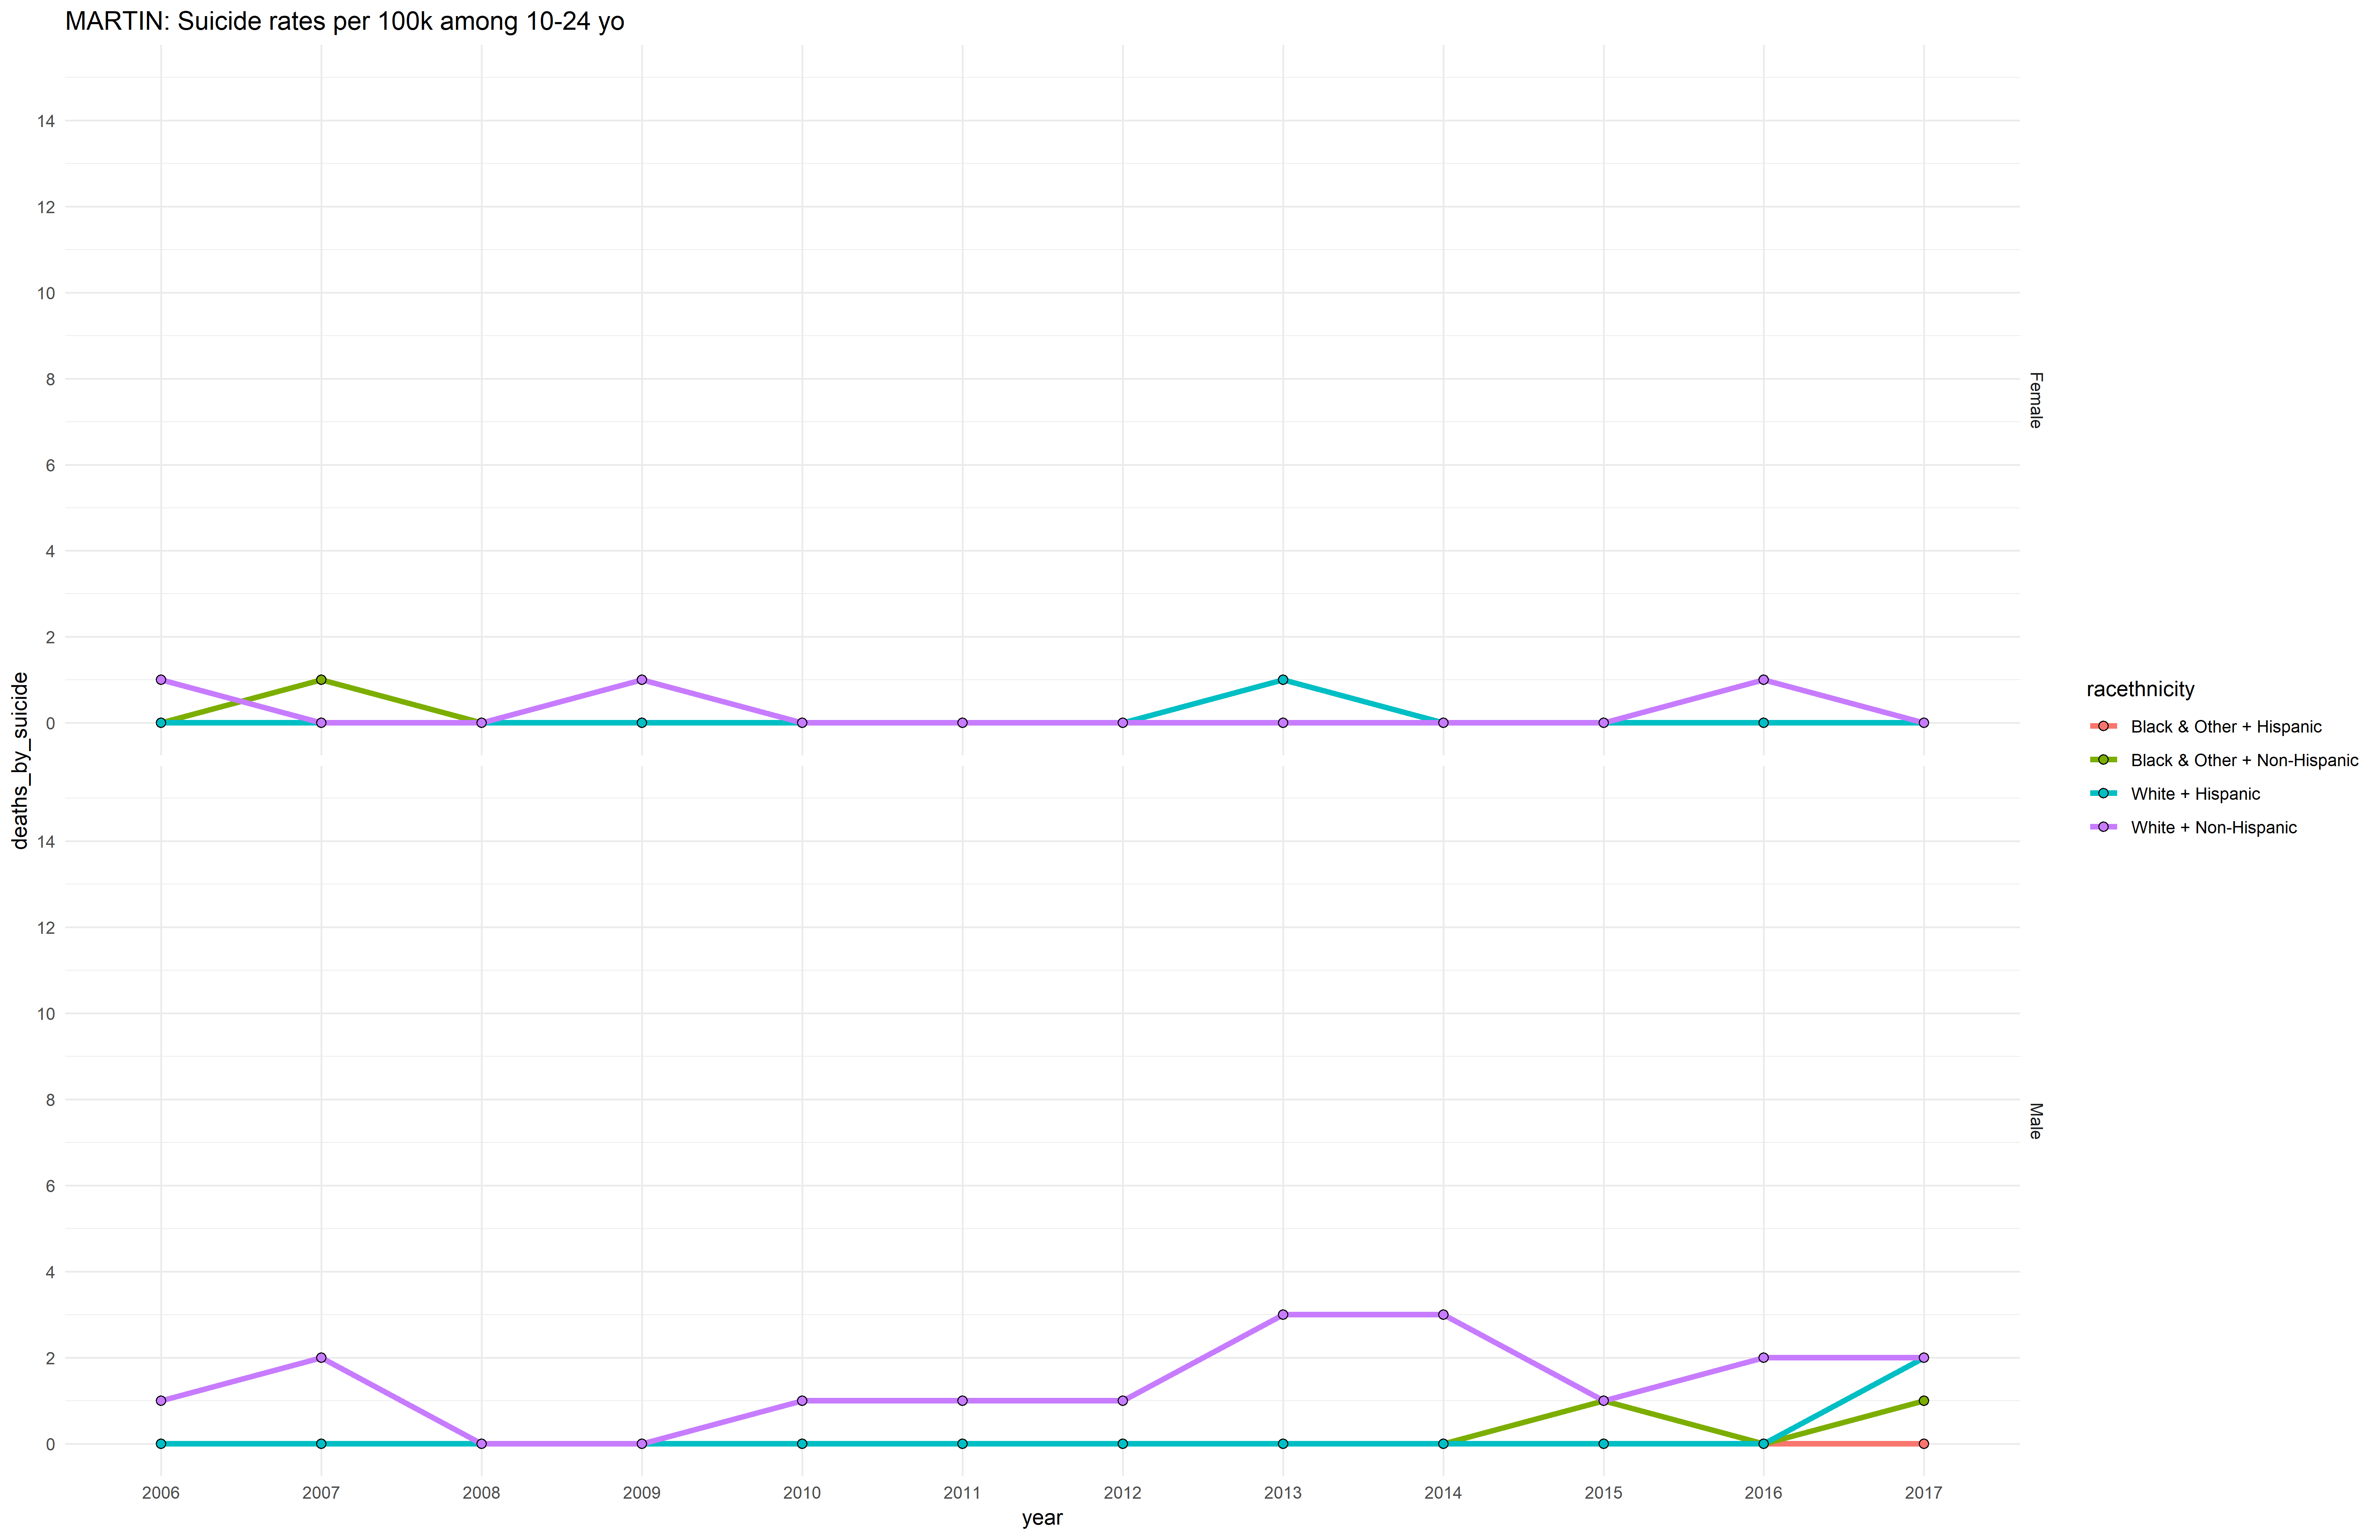 MARTIN: Suicide rates per 100k among 10-24 yo
14
12
10
8
6
4
2
0
Female
14
12
10
8
6
4
2
0
Male
deaths_by_suicide
2006 2007 2008 2009 2010 2011 2012 2013 2014 2015 2016 2017
year
racethnicity
Black & Other + Hispanic
Black & Other + Non-Hispanic
White + Hispanic
White + Non-Hispanic